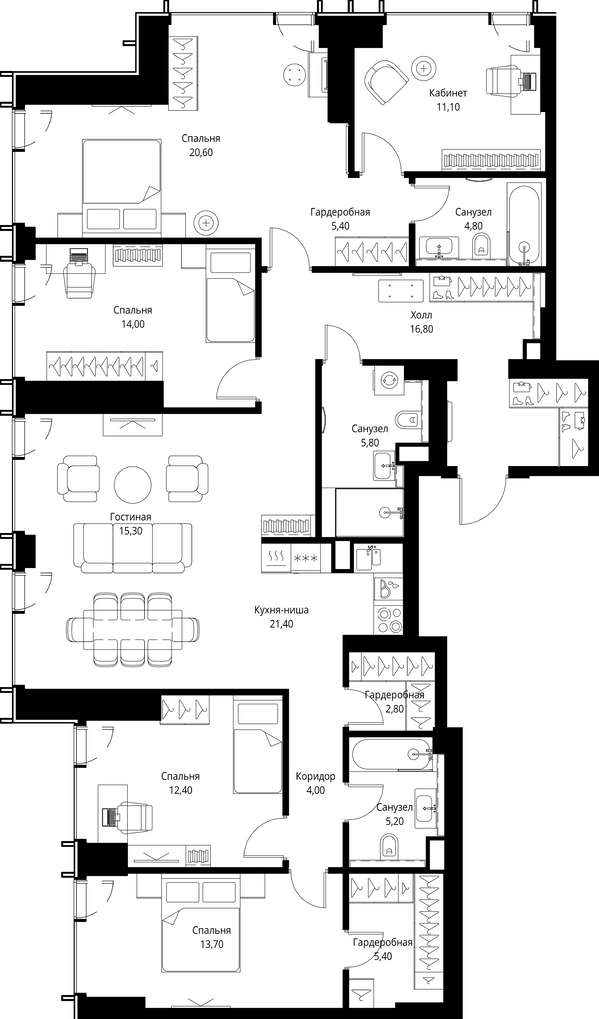 Кабинет
11,10
Спальня
20,60
Гардеробная
5,40
Санузел
4,80
Спальня
14,00
Холл
16,80
Санузел
5,80
Гостиная
15,30
Кухня-ниша
21,40
Гардеробная
2,80
Спальня
12,40
Коридор
4,00
Санузел
5,20
Спальня
13,70
Гардеробная
5,40